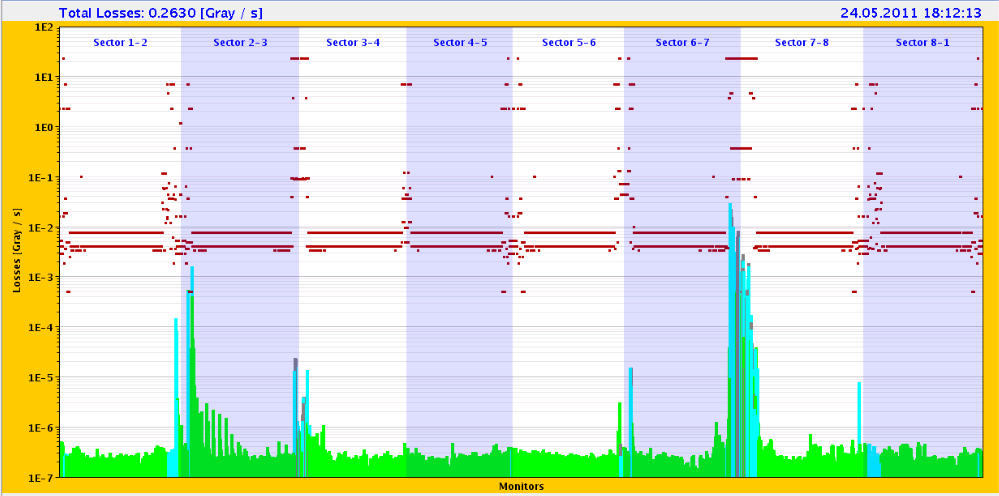 Total Losses: 0.2630 [Gray / s] 24.05.2011 18:12:13
Sector 1-2 Sector 2-3 Sector 3-4 Sector 4-5 Sector 5-6 Sector 6-7 Sector 7-8 Sector 8-1
1E2
1E1
1E0
1E-1
1E-2
1E-3
1E-4
1E-5
1E-6
1E-7
Losses [Gray / s]
Monitors